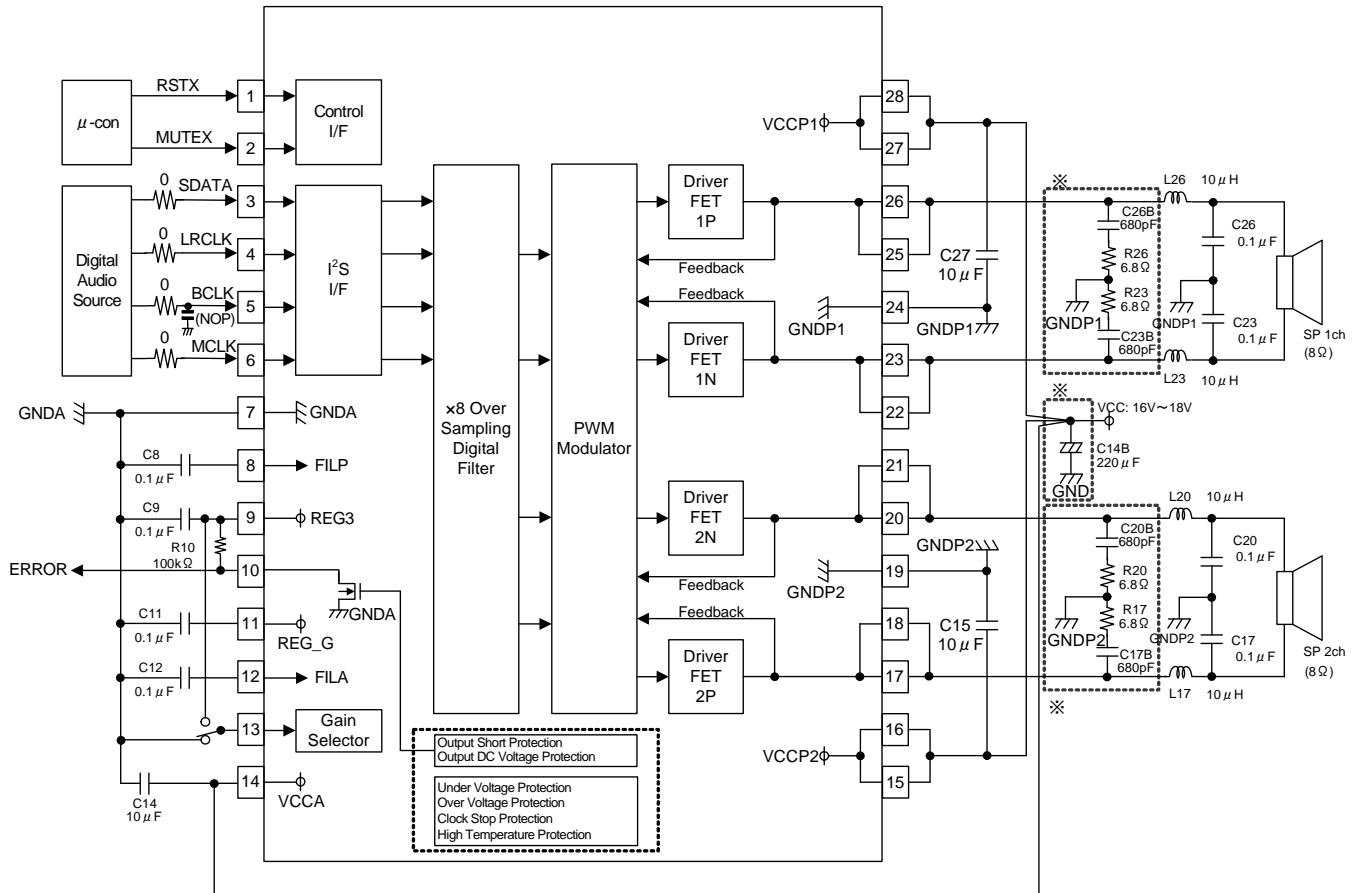 μ-con
RSTX
MUTEX
1
2
Control
I/F
Digital
Audio
Source
0
SDATA
0
LRCLK
0
BCLK
(NOP)
0
MCLK
3
4
5
6
I²S
I/F
GNDA
7
GNDA
C8
0.1μF
8
FILP
C9
0.1μF
9
REG3
R10
100kΩ
ERROR
10
GNDA
C11
0.1μF
11
REG_G
C12
0.1μF
12
FILA
13
Gain
Selector
C14
10μF
14
VCCA
×8 Over
Sampling
Digital
Filter
PWM
Modulator
Driver
FET
1P
Feedback
Feedback
Driver
FET
1N
Driver
FET
2N
Feedback
Feedback
Driver
FET
2P
Output Short Protection
Output DC Voltage Protection
Under Voltage Protection
Over Voltage Protection
Clock Stop Protection
High Temperature Protection
VCCP1
28
27
26
25
24
23
22
21
20
19
18
17
16
15
GNDP1
C27
10μF
GNDP1
GNDP2
GNDP2
C15
10μF
VCCP2
※
C26B
680pF
R26
6.8Ω
R23
6.8Ω
GNDP1
C23B
680pF
L26 10μH
C26
0.1μF
GNDP1
C23
0.1μF
L23 10μH
SP 1ch
(8Ω)
※
VCC: 16V～18V
C14B
220μF
GND
C20B
680pF
R20
6.8Ω
R17
6.8Ω
GNDP2
C17B
680pF
※
L20 10μH
C20
0.1μF
GNDP2
C17
0.1μF
L17 10μH
SP 2ch
(8Ω)